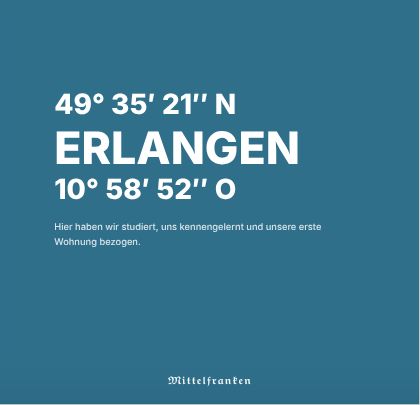 49° 35′ 21′′ N
ERLANGEN
10° 58′ 52′′ O
Hier haben wir studiert, uns kennengelernt und unsere erste
Wohnung bezogen.
Mittelfranken